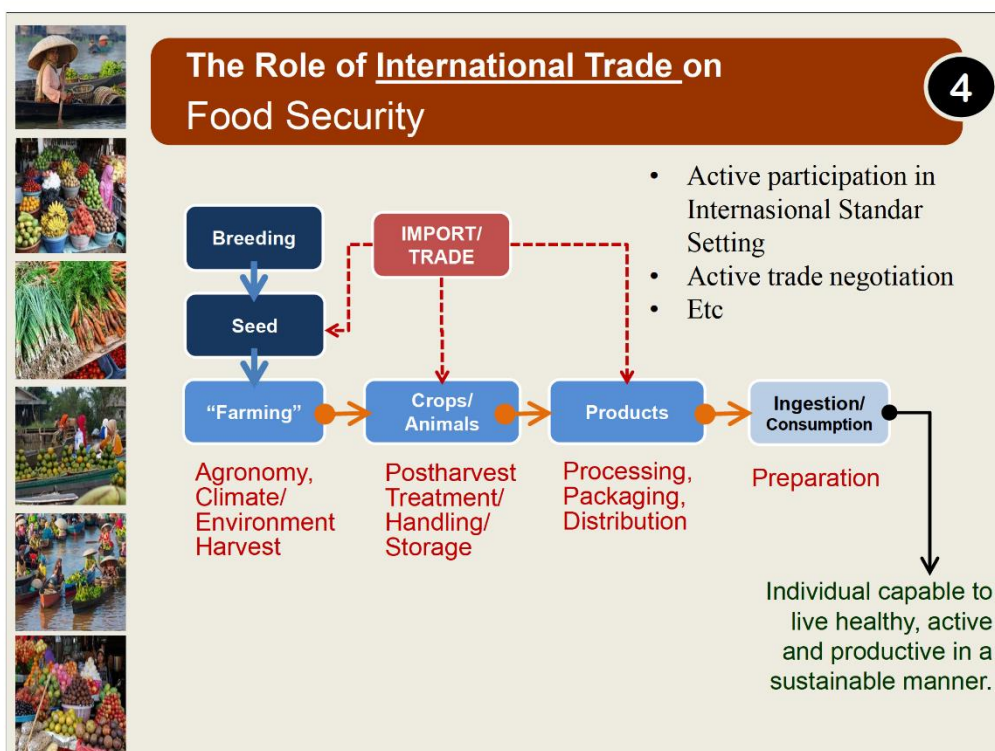 The Role of International Trade on
Food Security
4
• Active participation in
Internasional Standar
Setting
• Active trade negotiation
• Etc
Breeding
IMPORT/
TRADE
Seed
“Farming”
Crops/
Animals
Products
Ingestion/
Consumption
Agronomy,
Climate/
Environment
Harvest
Postharvest
Treatment/
Handling/
Storage
Processing,
Packaging,
Distribution
Preparation
Individual capable to
live healthy, active
and productive in a
sustainable manner.